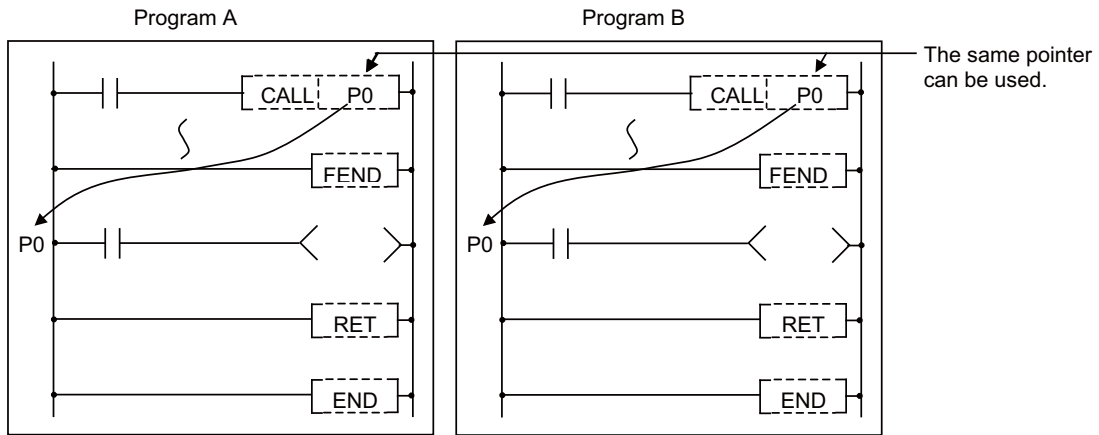 Program A
Program B
The same pointer
can be used.
CALL P0
CALL P0
FEND
FEND
P0
P0
RET
RET
END
END